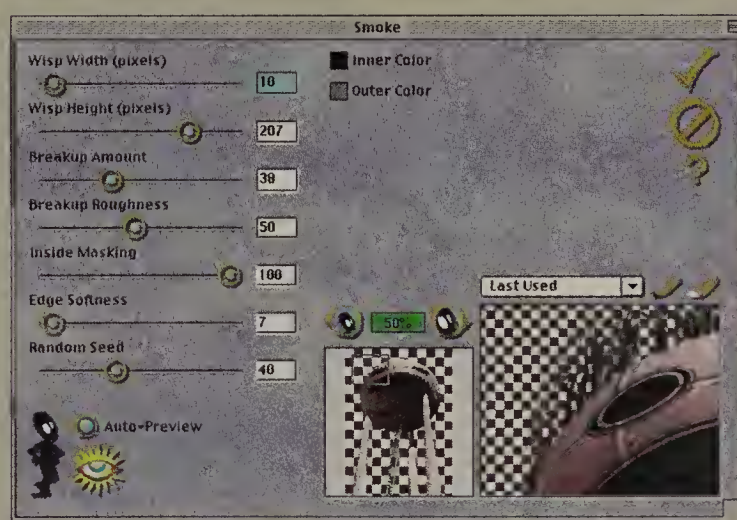 Smoke
Wisp Width (pixels)
10
Wisp Height (pixels)
207
Breakup Amount
38
Breakup Roughness
50
Inside Masking
100
Edge Softness
7
Random Seed
40
Auto-Preview
Inner Color
Outer Color
?
50%
Last Used